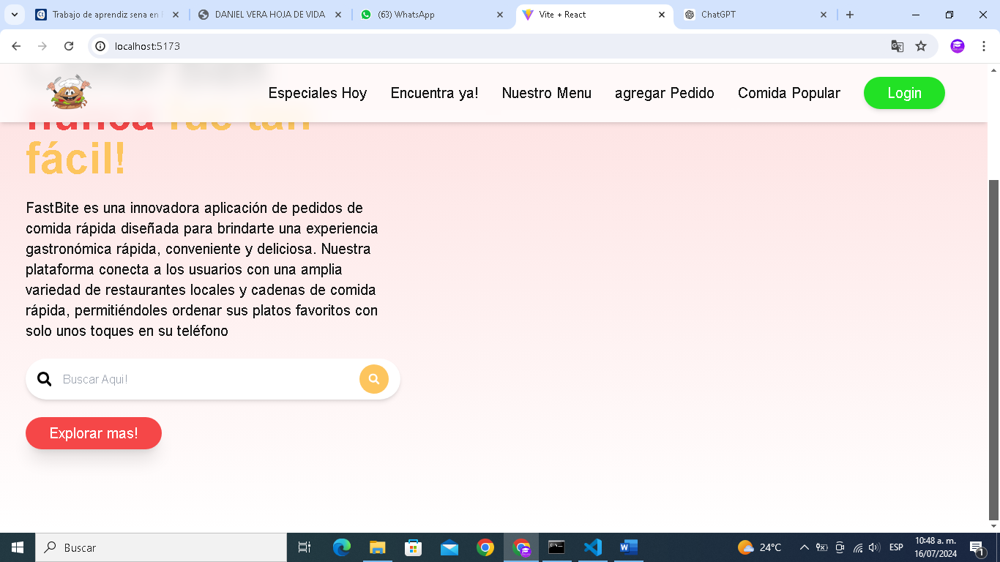 Trabajo de aprendiz sena en
DANIEL VERA HOJA DE VIDA
(63) WhatsApp
Vite + React
ChatGPT
localhost:5173
Especiales Hoy
Encuentra ya!
Nuestro Menu
agregar Pedido
Comida Popular
Login
nunca fue tan
fácil!
FastBite es una innovadora aplicación de pedidos de
comida rápida diseñada para brindarte una experiencia
gastronómica rápida, conveniente y deliciosa. Nuestra
plataforma conecta a los usuarios con una amplia
variedad de restaurantes locales y cadenas de comida
rápida, permitiéndoles ordenar sus platos favoritos con
solo unos toques en su teléfono
Buscar Aqui!
Explorar mas!
Buscar
24°C
ESP
10:48 a. m.
16/07/2024
1